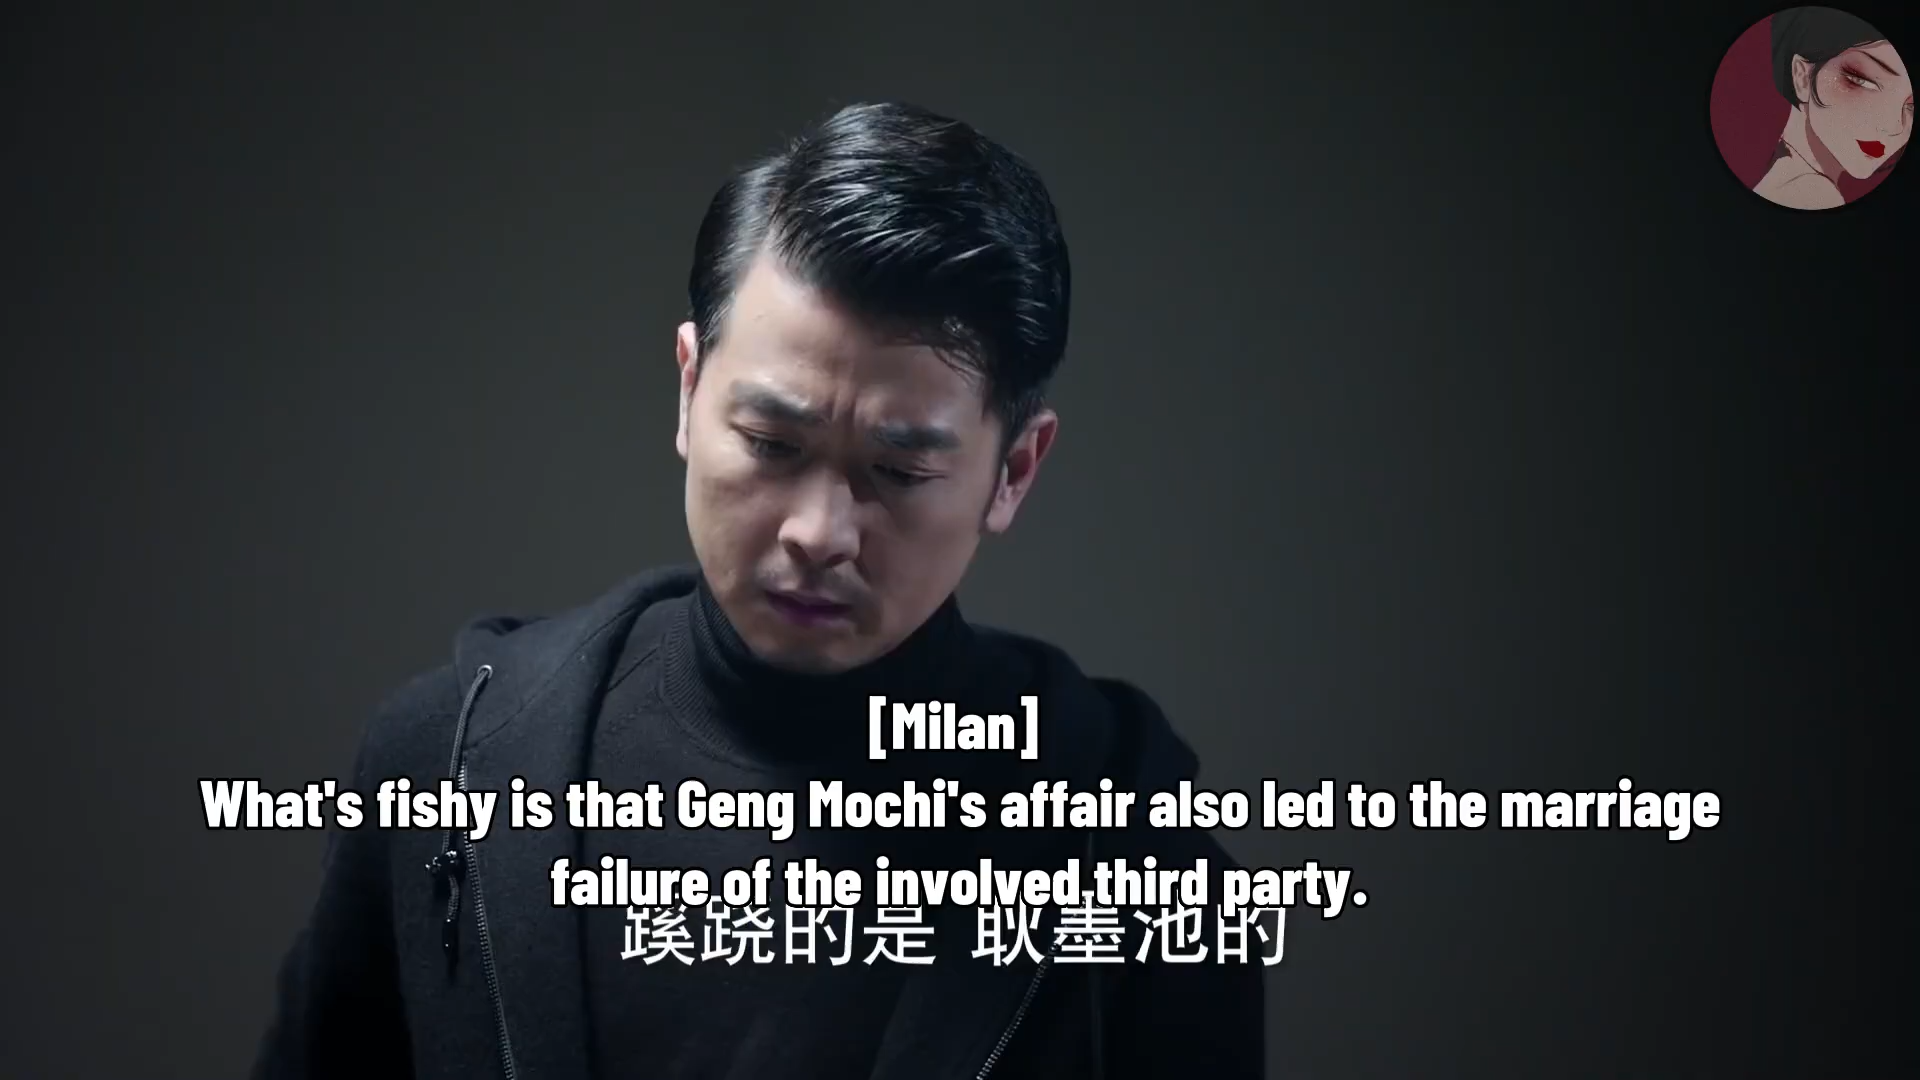 [Milan]
What's fishy is that Geng Mochi's affair also led to the marriage
failure of the involved third party.
蹊跷的是 耿墨池的